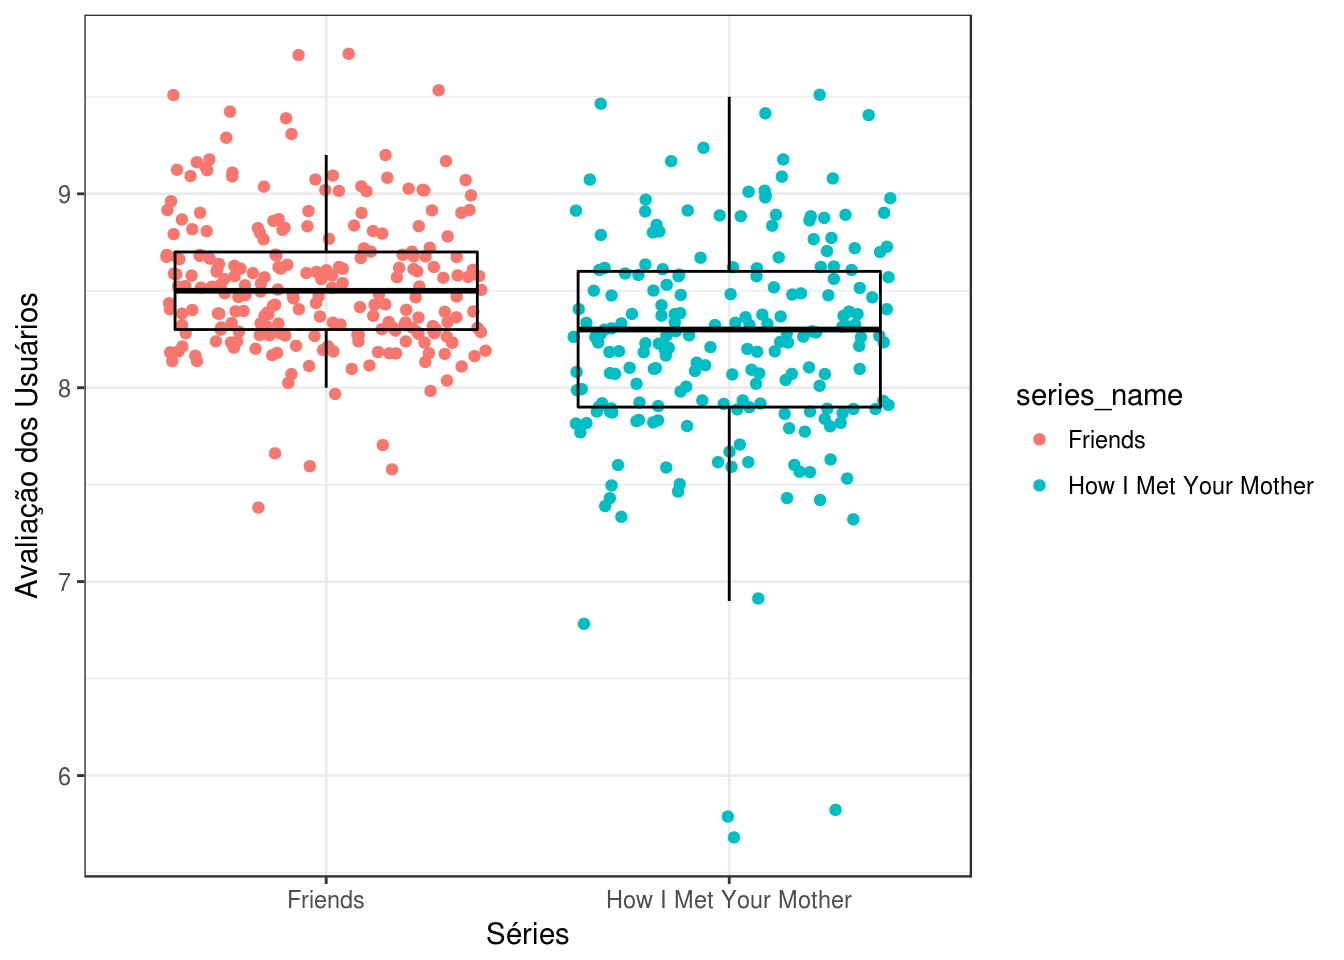 Avaliação dos Usuários
9
8
7
6
Friends
How I Met Your Mother
Séries
series_name
Friends
How I Met Your Mother